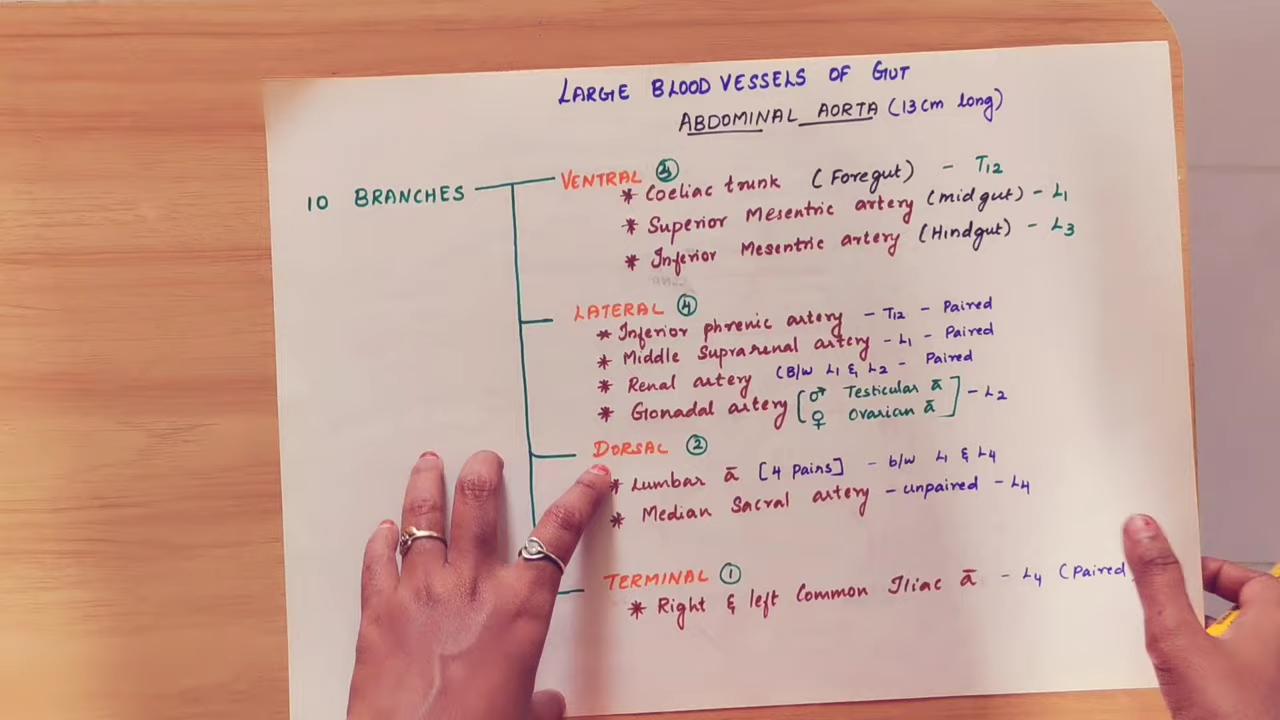 LARGE BLOOD VESSELS OF GUT
ABDOMINAL AORTA (13cm long)
10 BRANCHES
VENTRAL 3
* Coeliac trunk (Foregut) - T12
* Superior Mesentric artery (midgut) - L1
* Inferior Mesentric artery (Hindgut) - L3
LATERAL 4
* Inferior phrenic artery - T12 - Paired
* Middle Suprarenal artery - L1 - Paired
* Renal artery (B/w L1 & L2 - Paired
* Gonadal artery [♂ Testicular ā
♀ Ovarian ā] - L2
DORSAL 2
* Lumbar ā [4 Pairs] - b/w L1 & L4
* Median Sacral artery - unpaired - L4
TERMINAL 1
* Right & left Common Iliac ā - L4 (Paired